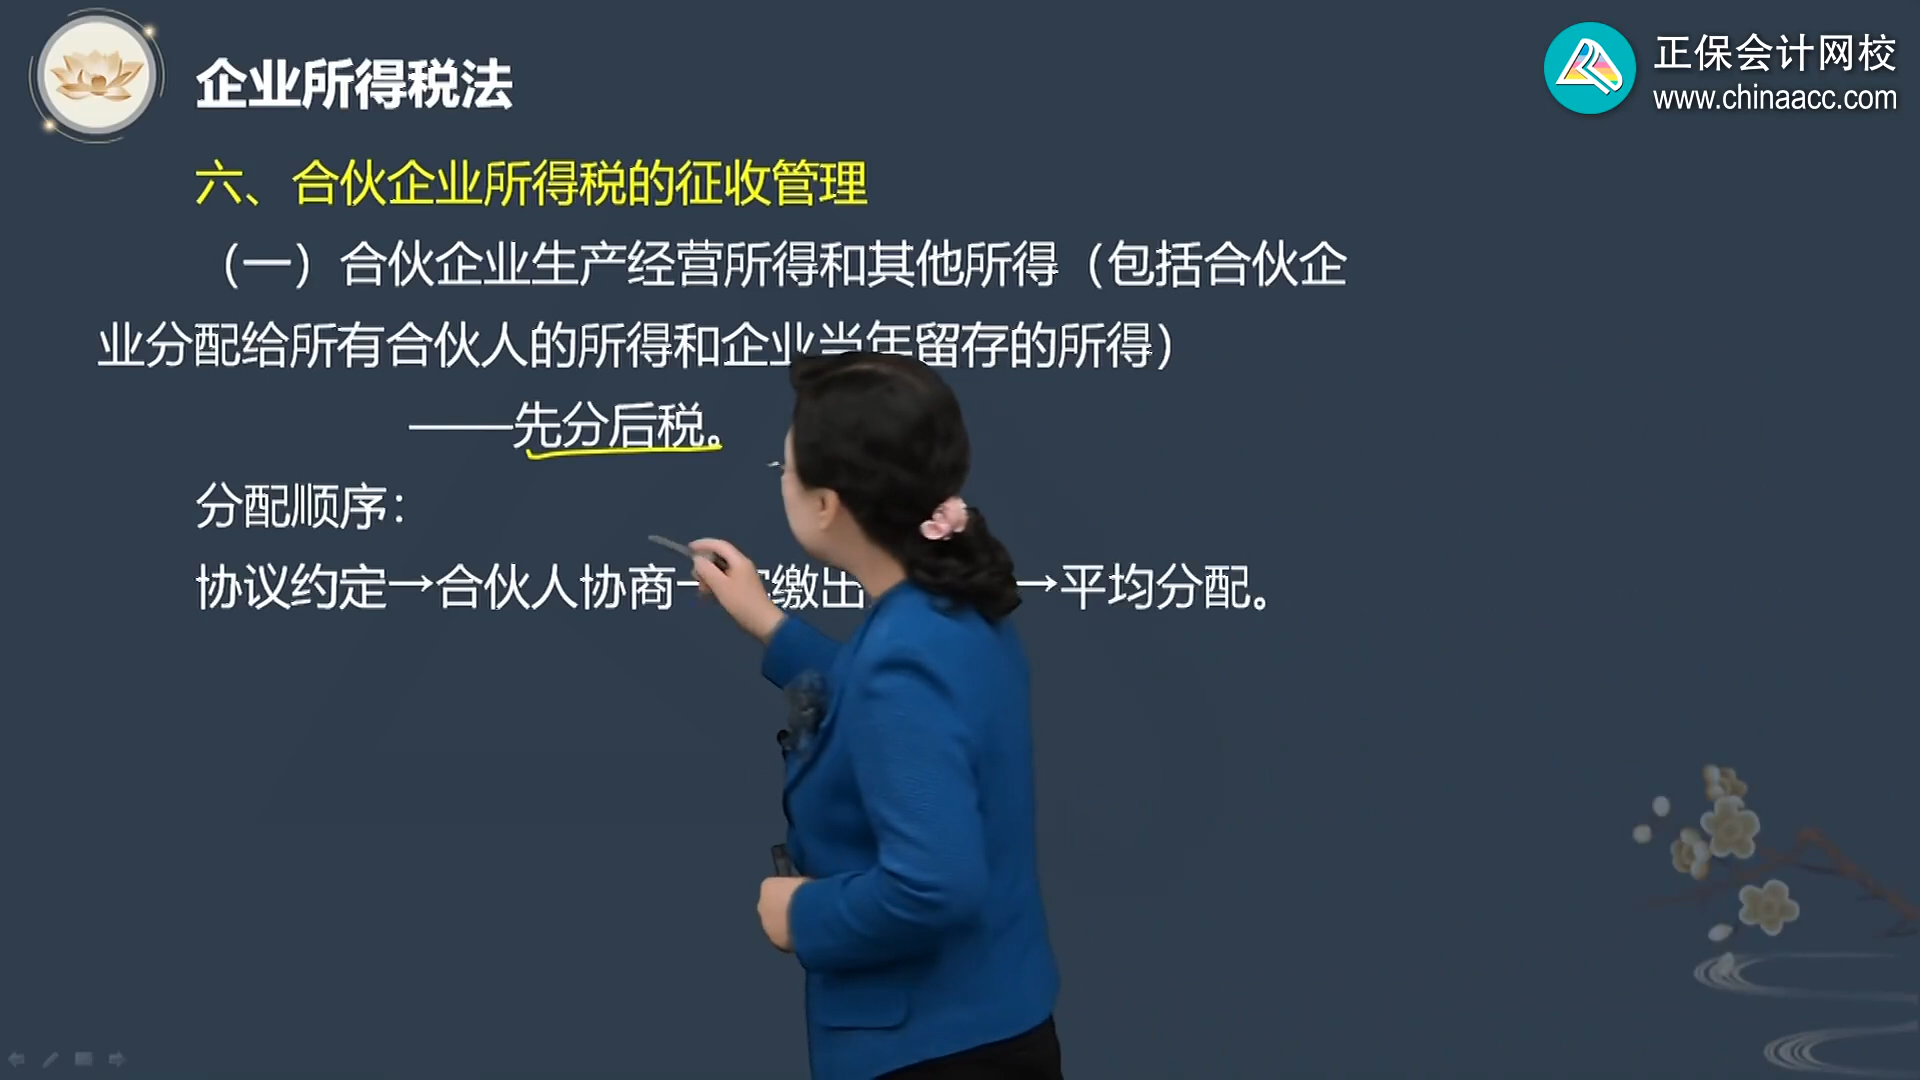 企业所得税法
正保会计网校
www.chinaacc.com
六、合伙企业所得税的征收管理
（一）合伙企业生产经营所得和其他所得（包括合伙企
业分配给所有合伙人的所得和企业当年留存的所得）
——先分后税。
分配顺序：
协议约定→合伙人协商→缴出→平均分配。